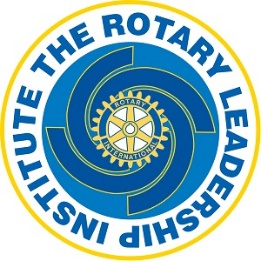 THE ROTARY LEADERSHIP INSTITUTE
ROTARY
INTERNATIONAL